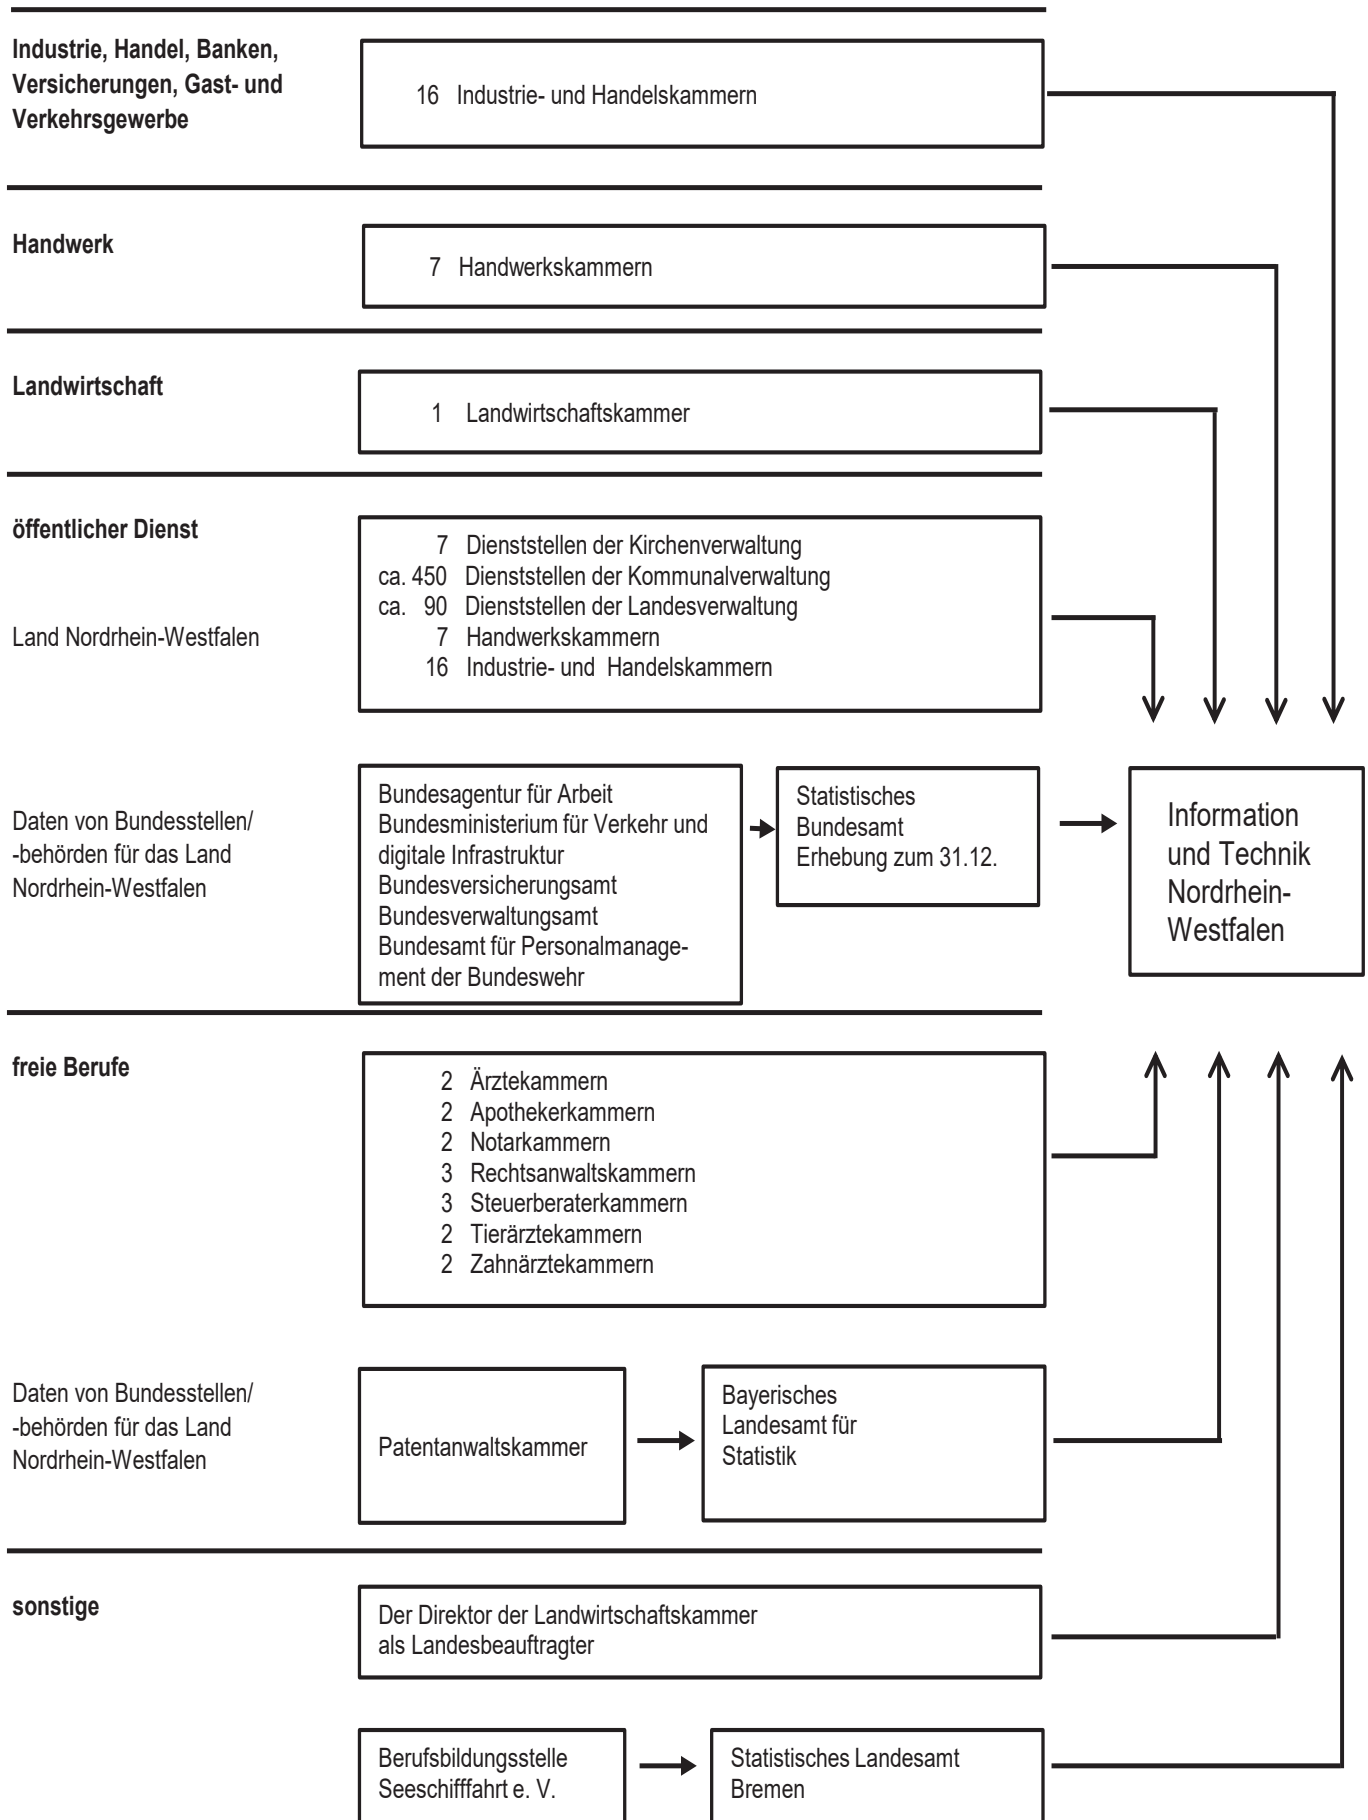 Industrie, Handel, Banken,
Versicherungen, Gast- und
Verkehrsgewerbe
16 Industrie- und Handelskammern
Handwerk
7 Handwerkskammern
Landwirtschaft
1 Landwirtschaftskammer
öffentlicher Dienst
Land Nordrhein-Westfalen
7 Dienststellen der Kirchenverwaltung
ca. 450 Dienststellen der Kommunalverwaltung
ca. 90 Dienststellen der Landesverwaltung
7 Handwerkskammern
16 Industrie- und Handelskammern
Daten von Bundesstellen/
-behörden für das Land
Nordrhein-Westfalen
Bundesagentur für Arbeit
Bundesministerium für Verkehr und
digitale Infrastruktur
Bundesversicherungsamt
Bundesverwaltungsamt
Bundesamt für Personalmanage-
ment der Bundeswehr
Statistisches
Bundesamt
Erhebung zum 31.12.
Information
und Technik
Nordrhein-
Westfalen
freie Berufe
2 Ärztekammern
2 Apothekerkammern
2 Notarkammern
3 Rechtsanwaltskammern
3 Steuerberaterkammern
2 Tierärztekammern
2 Zahnärztekammern
Daten von Bundesstellen/
-behörden für das Land
Nordrhein-Westfalen
Patentanwaltskammer
Bayerisches
Landesamt für
Statistik
sonstige
Der Direktor der Landwirtschaftskammer
als Landesbeauftragter
Berufsbildungsstelle
Seeschifffahrt e. V.
Statistisches Landesamt
Bremen